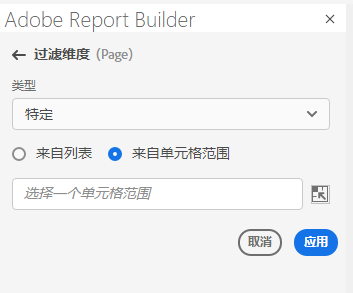 Adobe Report Builder
过滤维度 (Page)
类型
特定
来自列表 来自单元格范围
选择一个单元格范围
取消 应用